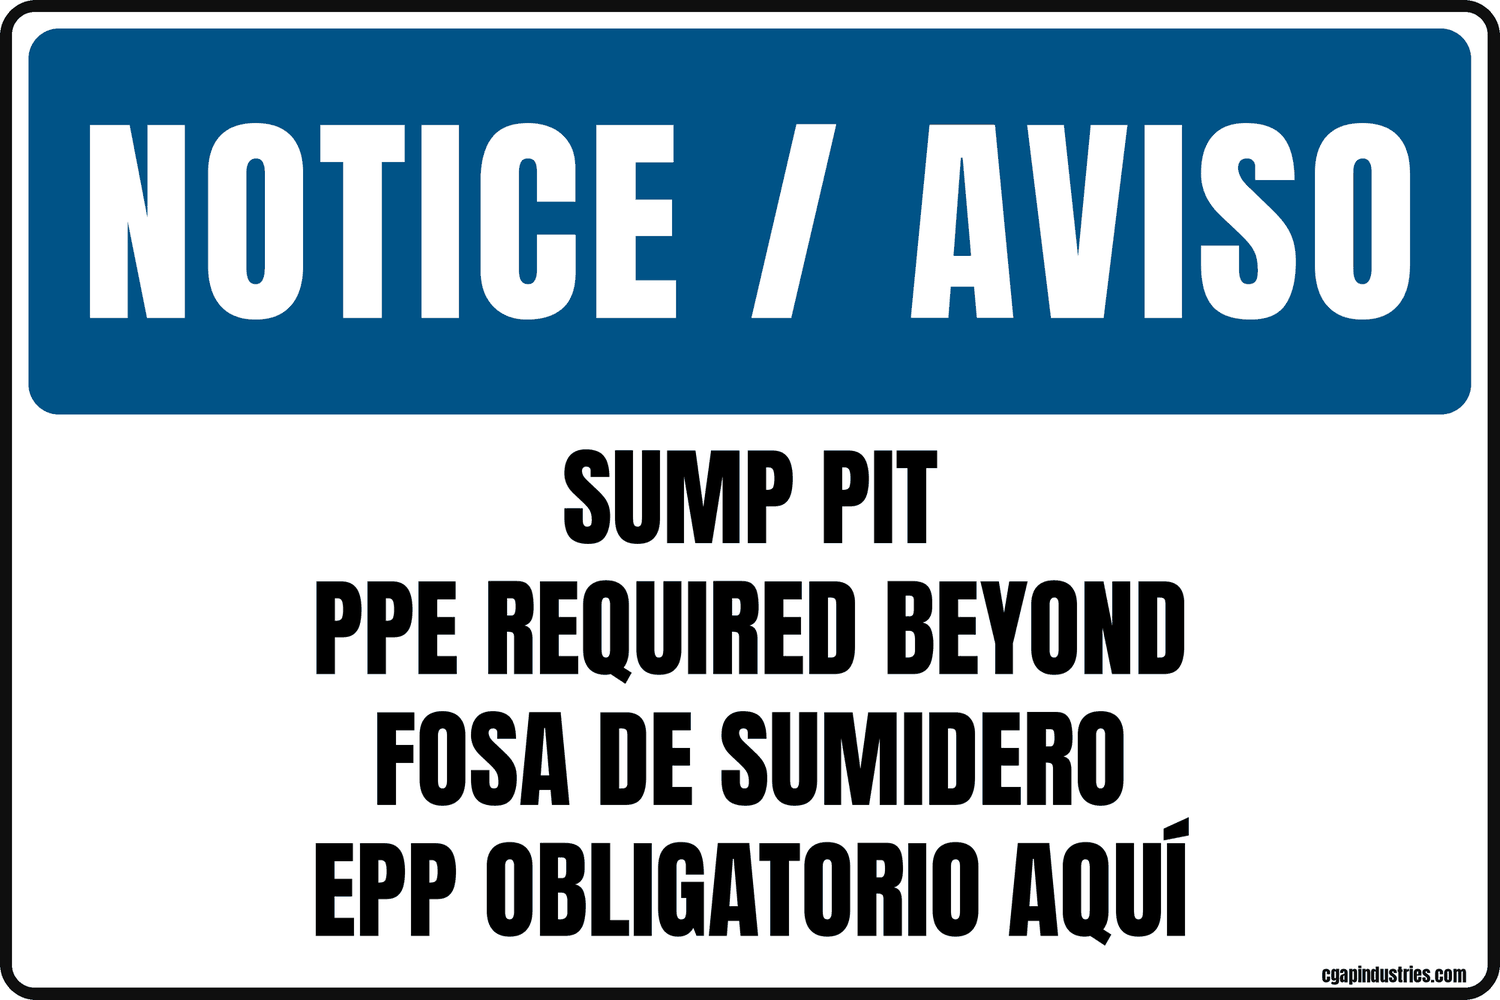 NOTICE / AVISO
SUMP PIT
PPE REQUIRED BEYOND
FOSA DE SUMIDERO
EPP OBLIGATORIO AQUÍ
cgapindustries.com